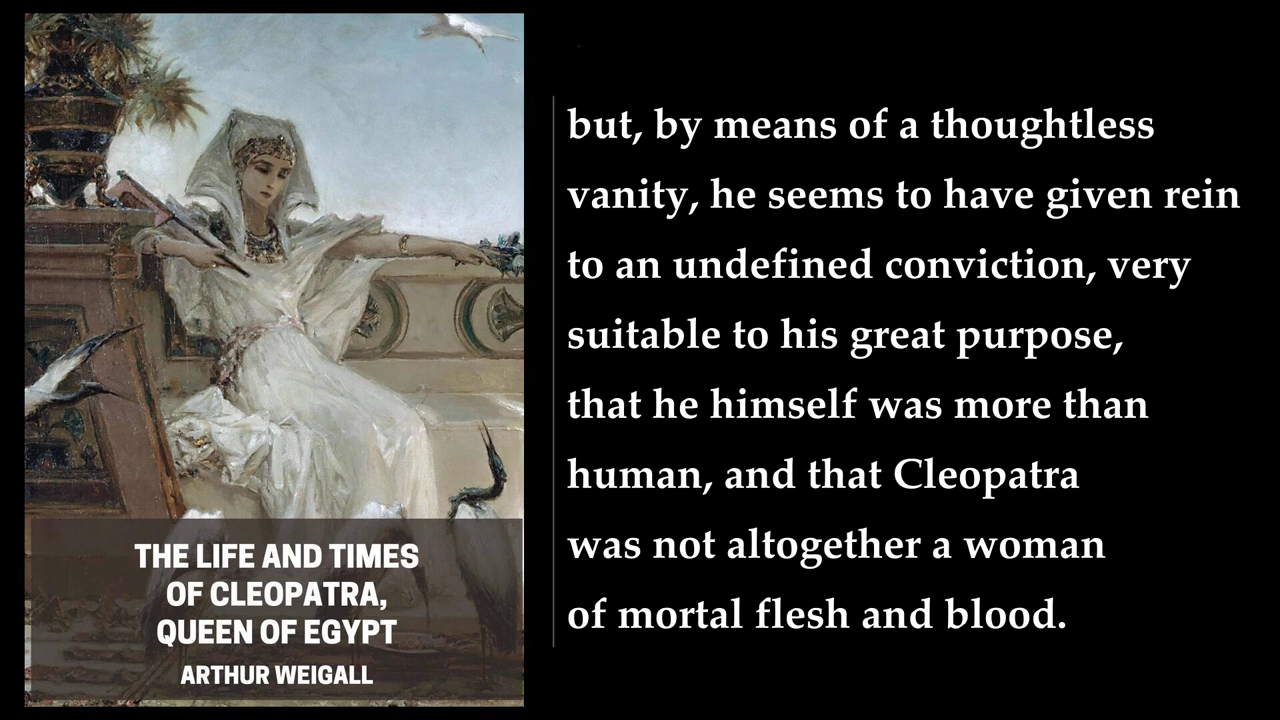 THE LIFE AND TIMES
OF CLEOPATRA,
QUEEN OF EGYPT
ARTHUR WEIGALL
but, by means of a thoughtless
vanity, he seems to have given rein
to an undefined conviction, very
suitable to his great purpose,
that he himself was more than
human, and that Cleopatra
was not altogether a woman
of mortal flesh and blood.